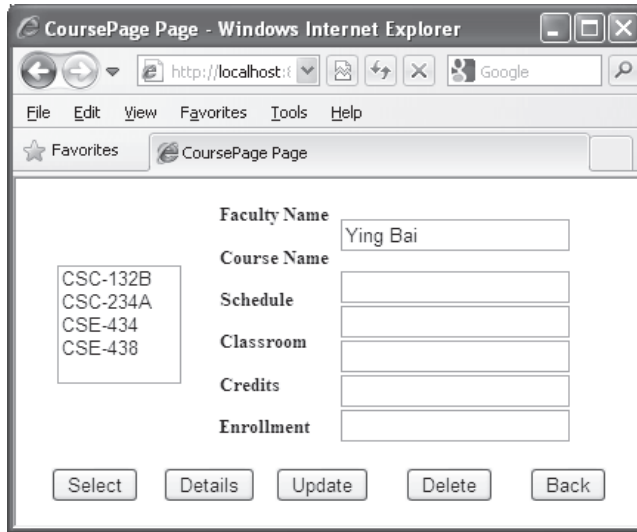 CoursePage Page - Windows Internet Explorer
http://localhost:8
Google
File Edit View Favorites Tools Help
Favorites
CoursePage Page
Faculty Name
Ying Bai
Course Name
CSC-132B
CSC-234A
CSE-434
CSE-438
Schedule
Classroom
Credits
Enrollment
Select Details Update Delete Back